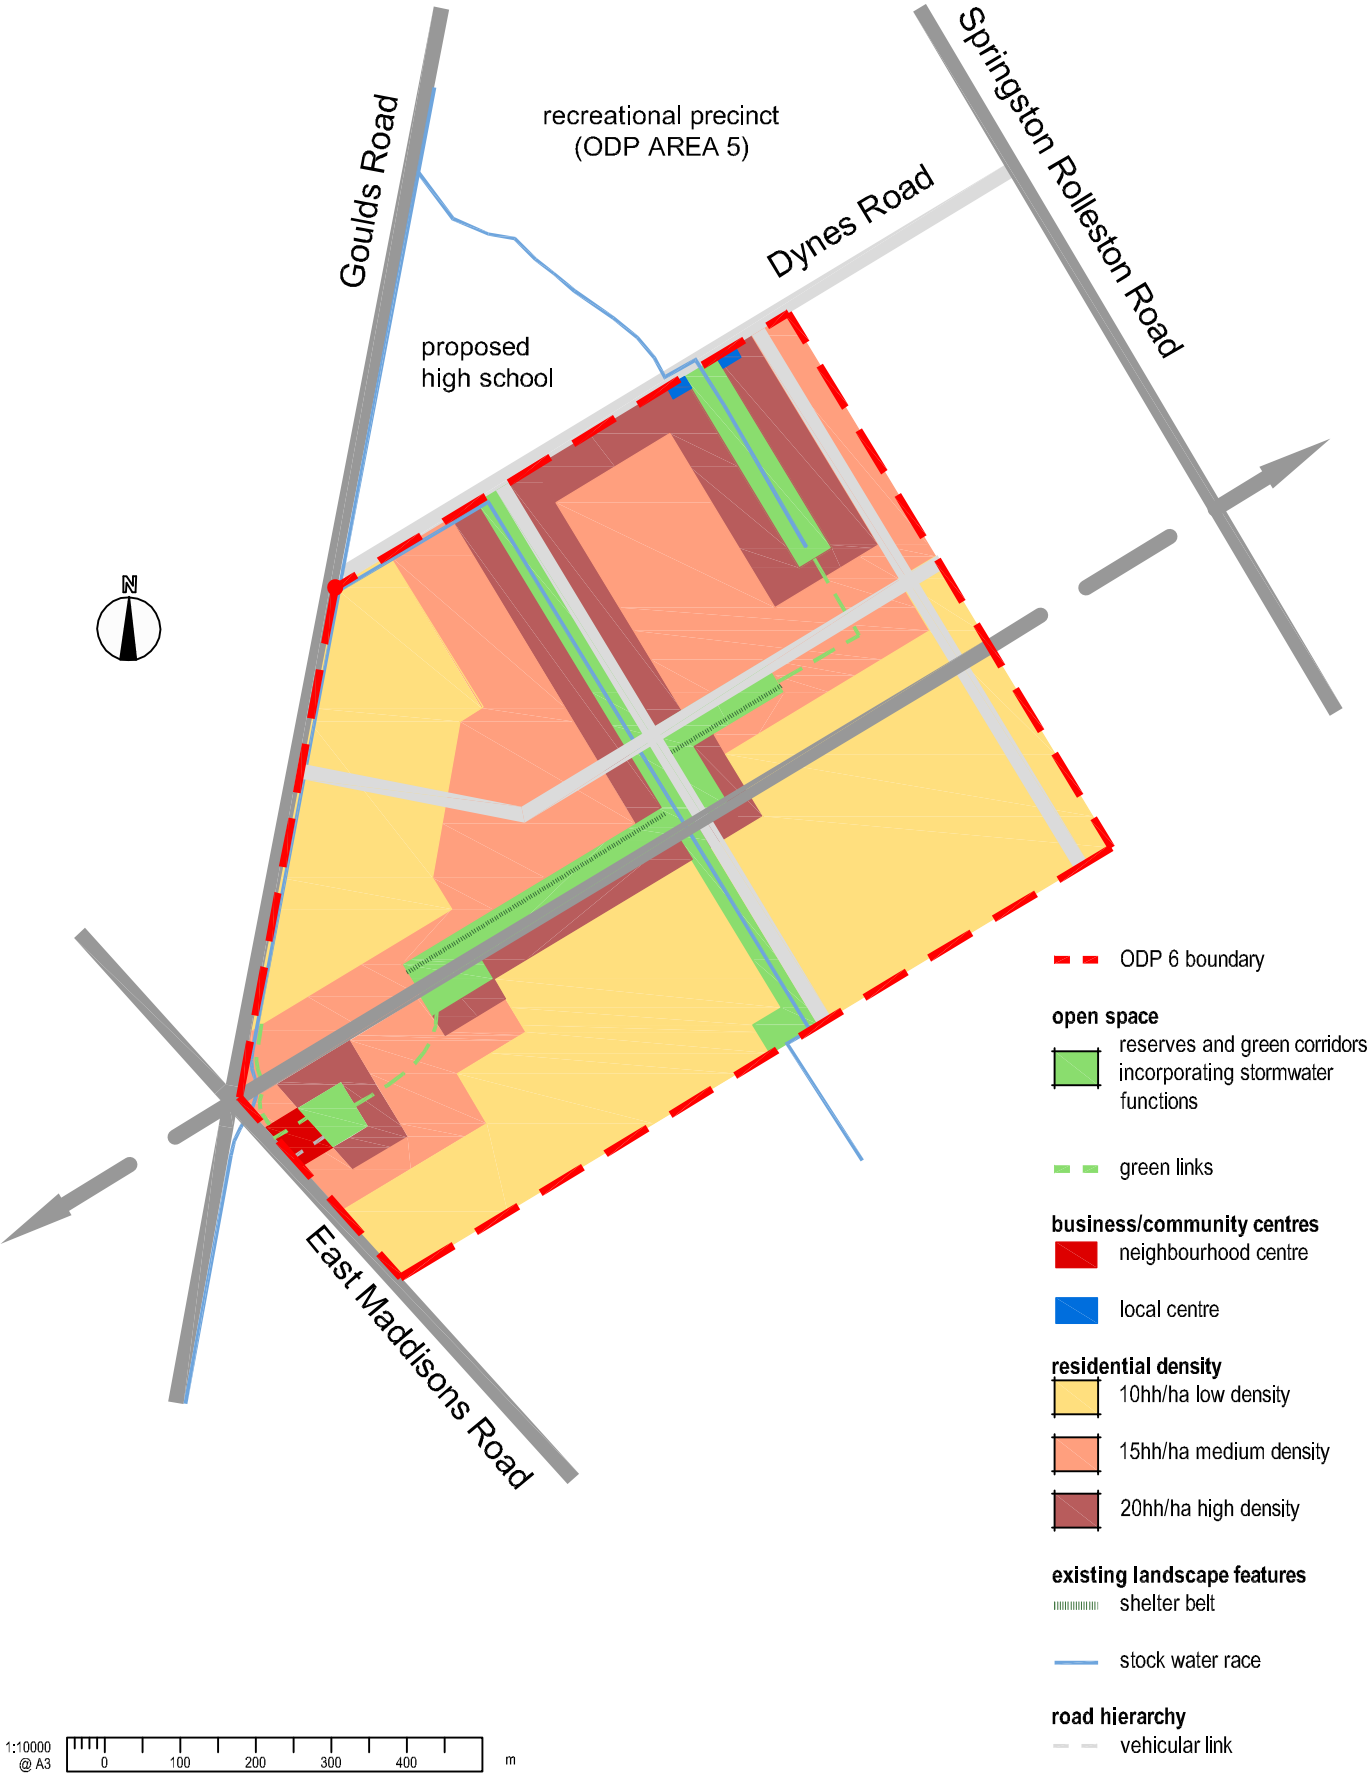 Springston Rolleston Road
recreational precinct
(ODP AREA 5)
Goulds Road
Dynes Road
proposed
high school
N
East Maddisons Road
ODP 6 boundary
open space
reserves and green corridors
incorporating stormwater
functions
green links
business/community centres
neighbourhood centre
local centre
residential density
10hh/ha low density
15hh/ha medium density
20hh/ha high density
existing landscape features
shelter belt
stock water race
road hierarchy
vehicular link
1:10000
@ A3
0 100 200 300 400 m